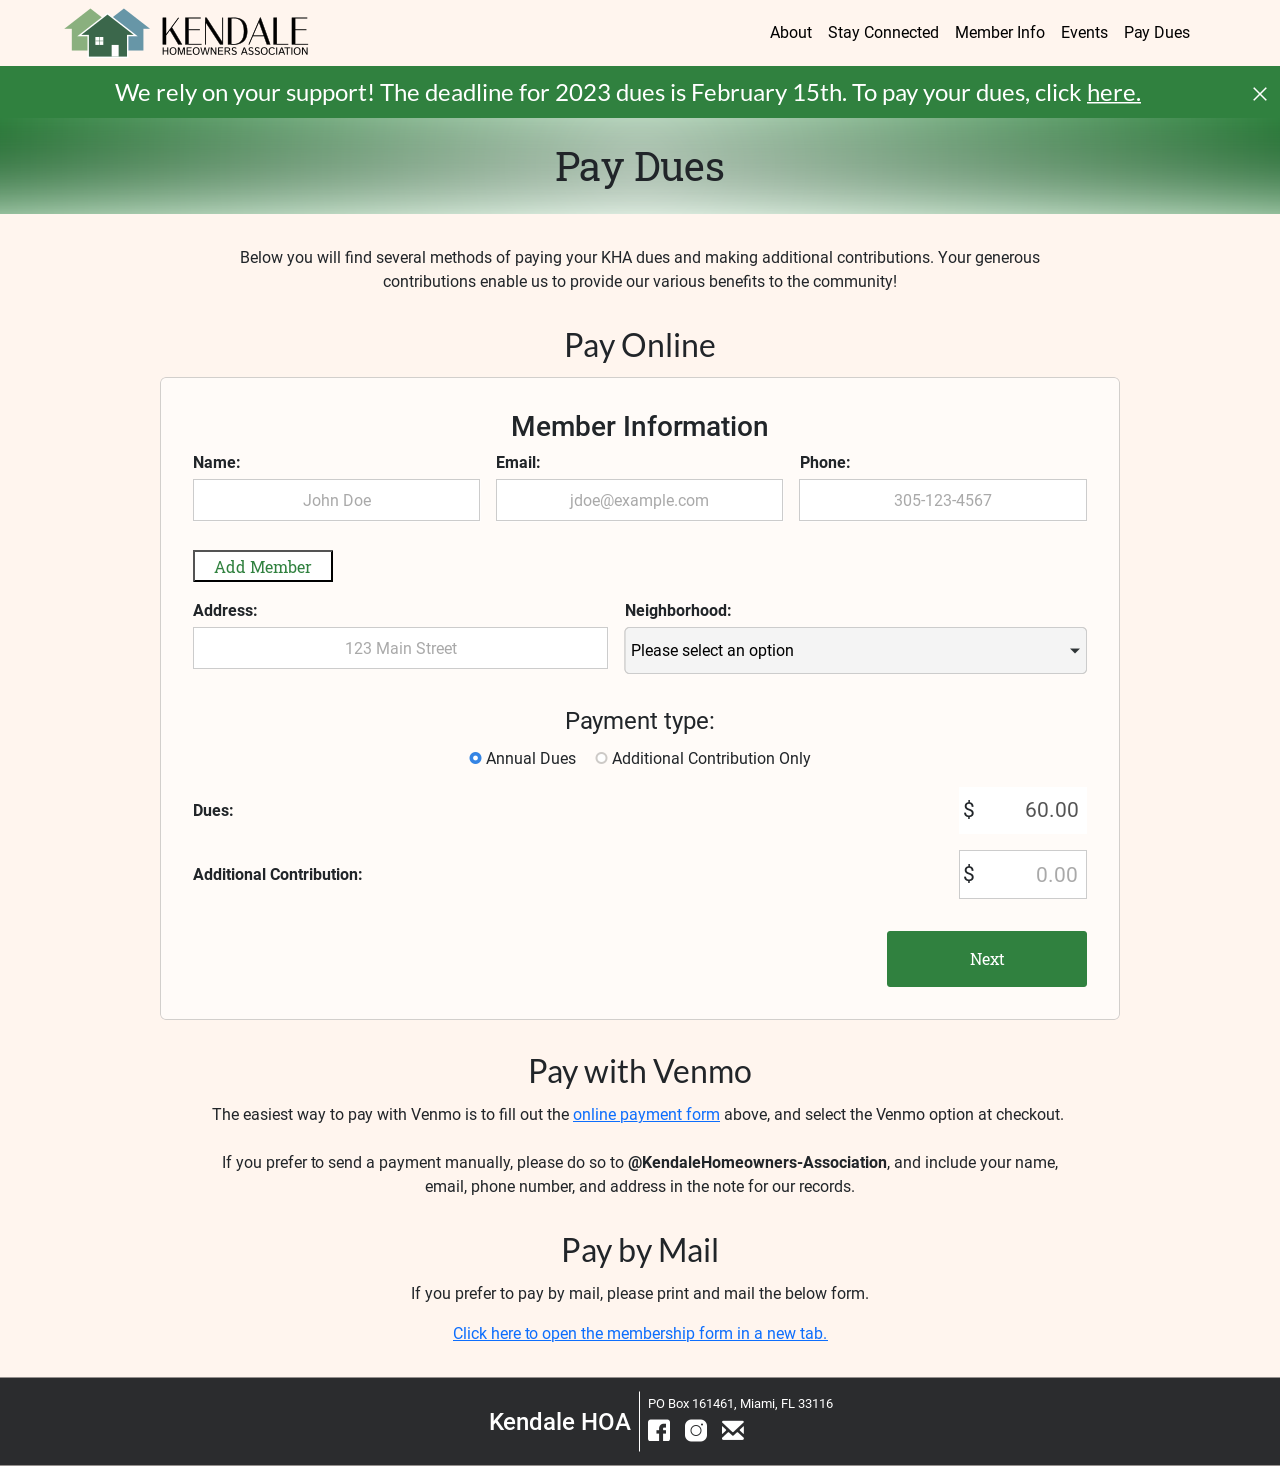 KENDALE
HOMEOWNERS ASSOCIATION
About Stay Connected Member Info Events Pay Dues
We rely on your support! The deadline for 2023 dues is February 15th. To pay your dues, click here.
Pay Dues
Below you will find several methods of paying your KHA dues and making additional contributions. Your generous
contributions enable us to provide our various benefits to the community!
Pay Online
Member Information
Name: Email: Phone:
John Doe jdoe@example.com 305-123-4567
Add Member
Address: Neighborhood:
123 Main Street Please select an option
Payment type:
Annual Dues Additional Contribution Only
Dues: $ 60.00
Additional Contribution: $ 0.00
Next
Pay with Venmo
The easiest way to pay with Venmo is to fill out the online payment form above, and select the Venmo option at checkout.
If you prefer to send a payment manually, please do so to @KendaleHomeowners-Association, and include your name,
email, phone number, and address in the note for our records.
Pay by Mail
If you prefer to pay by mail, please print and mail the below form.
Click here to open the membership form in a new tab.
Kendale HOA
PO Box 161461, Miami, FL 33116